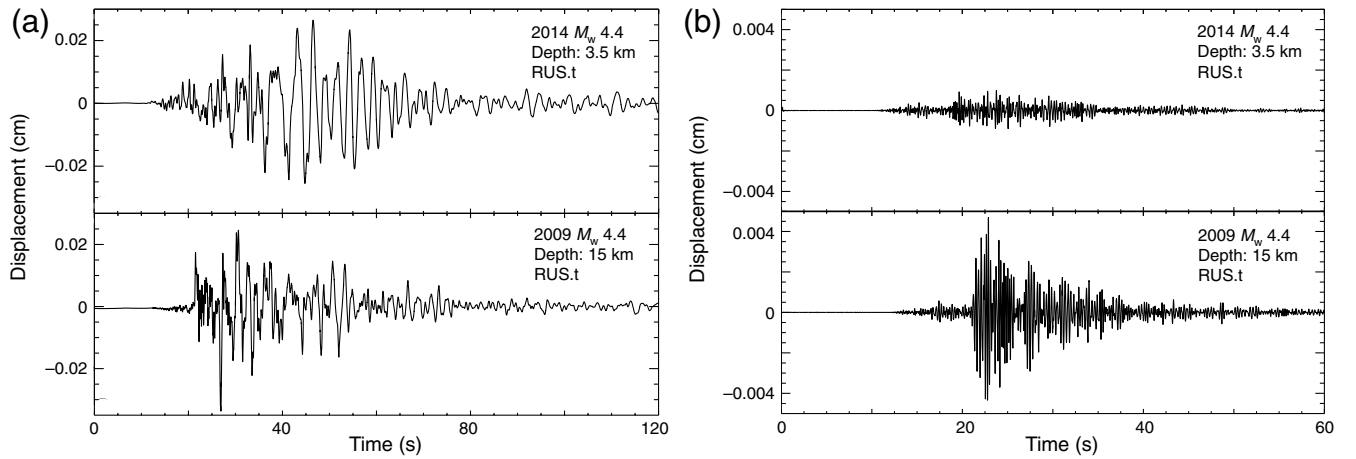 (a)
0.02
0
–0.02
2014 Mw 4.4
Depth: 3.5 km
RUS.t
0.02
0
–0.02
2009 Mw 4.4
Depth: 15 km
RUS.t
Displacement (cm)
0 40 80 120
Time (s)
(b)
0.004
0
–0.004
2014 Mw 4.4
Depth: 3.5 km
RUS.t
0.004
0
–0.004
2009 Mw 4.4
Depth: 15 km
RUS.t
Displacement (cm)
0 20 40 60
Time (s)